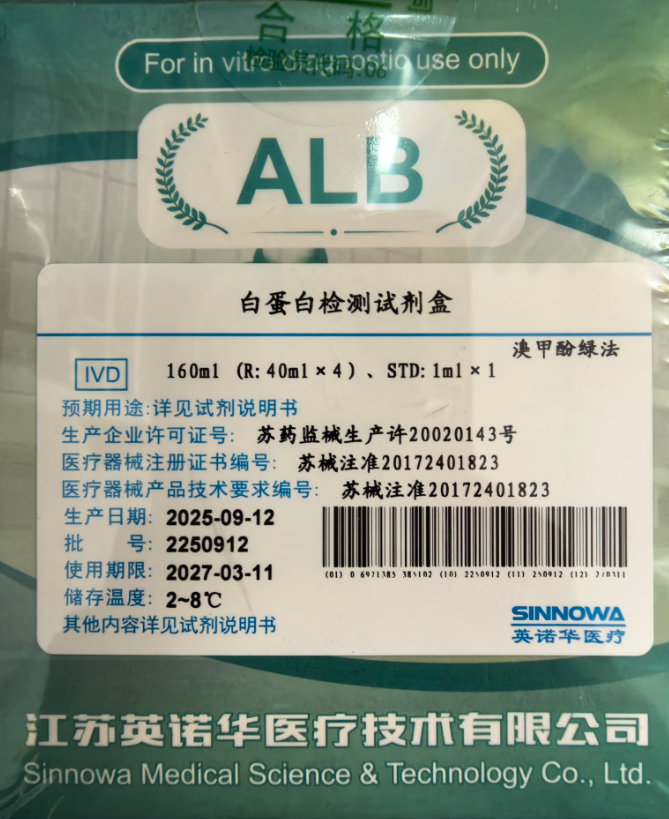 合格
检验员代码:06
For in vitro diagnostic use only
ALB
白蛋白检测试剂盒
溴甲酚绿法
IVD
160ml (R: 40ml×4)、STD: 1ml×1
预期用途:详见试剂说明书
生产企业许可证号: 苏药监械生产许20020143号
医疗器械注册证书编号: 苏械注准20172401823
医疗器械产品技术要求编号: 苏械注准20172401823
生产日期: 2025-09-12
批 号: 2250912
使用期限: 2027-03-11
储存温度: 2~8℃
其他内容详见试剂说明书
SINNOWA
英诺华医疗
江苏英诺华医疗技术有限公司
Sinnowa Medical Science & Technology Co., Ltd.